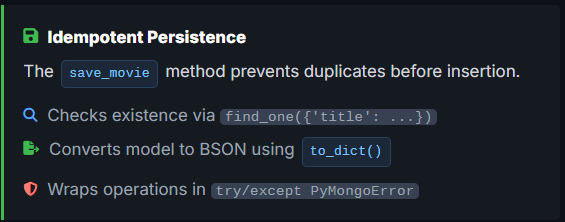 Idempotent Persistence
The save_movie method prevents duplicates before insertion.
Checks existence via find_one({'title': ...})
Converts model to BSON using to_dict()
Wraps operations in try/except PyMongoError